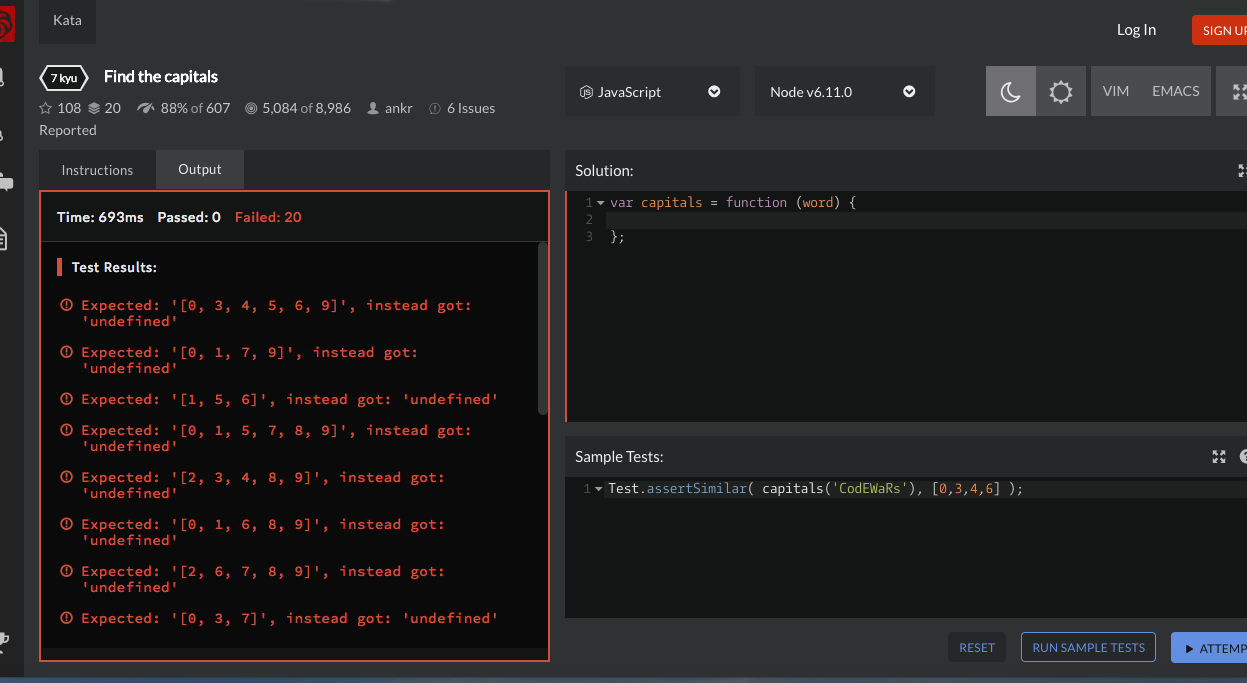 Kata
Log In
SIGN UP
7 kyu Find the capitals
108 20 88% of 607 5,084 of 8,986 ankr 6 Issues
Reported
JavaScript
Node v6.11.0
VIM EMACS
Instructions Output
Time: 693ms Passed: 0 Failed: 20
Test Results:
Expected: '[0, 3, 4, 5, 6, 9]', instead got:
'undefined'
Expected: '[0, 1, 7, 9]', instead got:
'undefined'
Expected: '[1, 5, 6]', instead got: 'undefined'
Expected: '[0, 1, 5, 7, 8, 9]', instead got:
'undefined'
Expected: '[2, 3, 4, 8, 9]', instead got:
'undefined'
Expected: '[0, 1, 6, 8, 9]', instead got:
'undefined'
Expected: '[2, 6, 7, 8, 9]', instead got:
'undefined'
Expected: '[0, 3, 7]', instead got: 'undefined'
Solution:
1 var capitals = function (word) {
2
3 };
Sample Tests:
1 Test.assertSimilar( capitals('CodEWaRs'), [0,3,4,6] );
RESET
RUN SAMPLE TESTS
ATTEMP